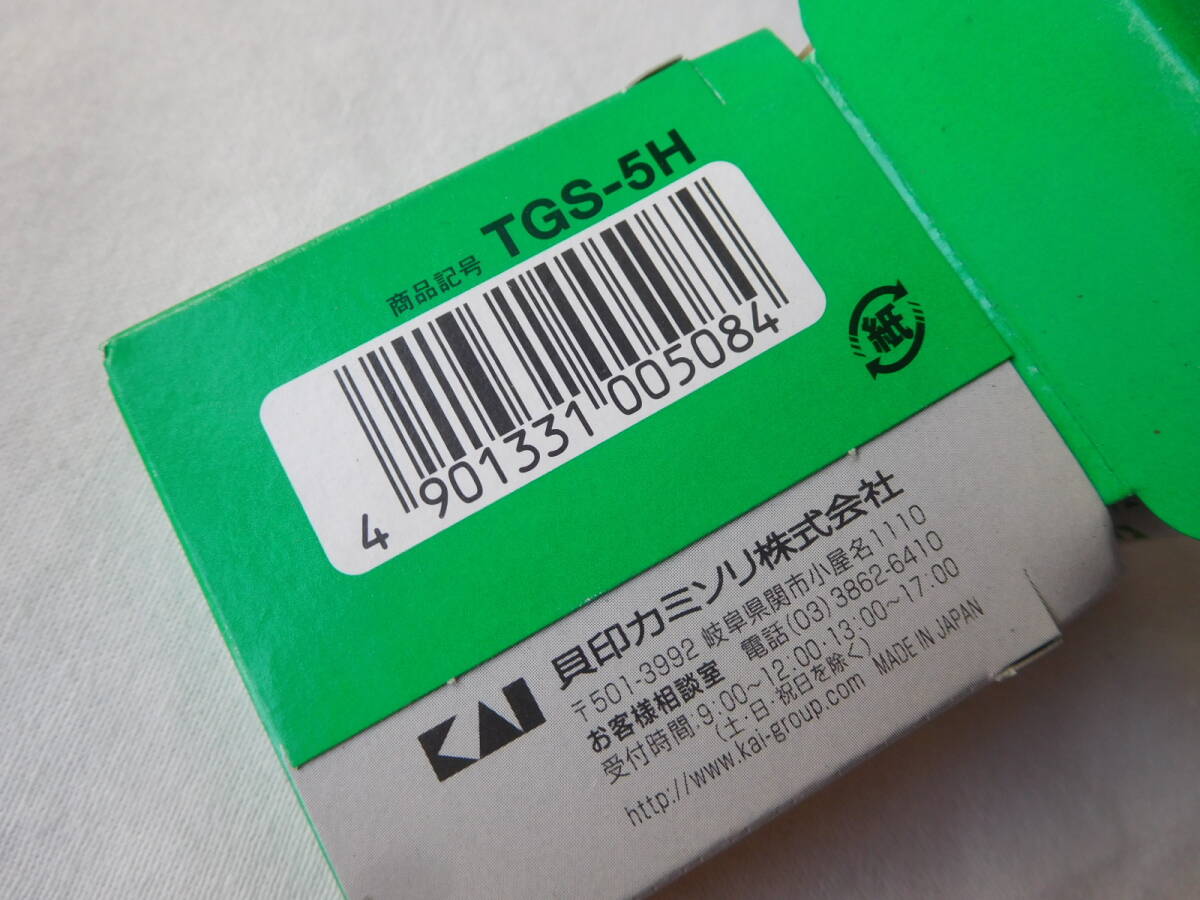 商品記号 TGS-5H
4 901331 005084
紙
KAI
貝印カミソリ株式会社
〒501-3992 岐阜県関市小屋名1110
お客様相談室 電話(03)3862-6410
受付時間:9:00〜12:00・13:00〜17:00
(土・日・祝日を除く)
http://www.kai-group.com MADE IN JAPAN